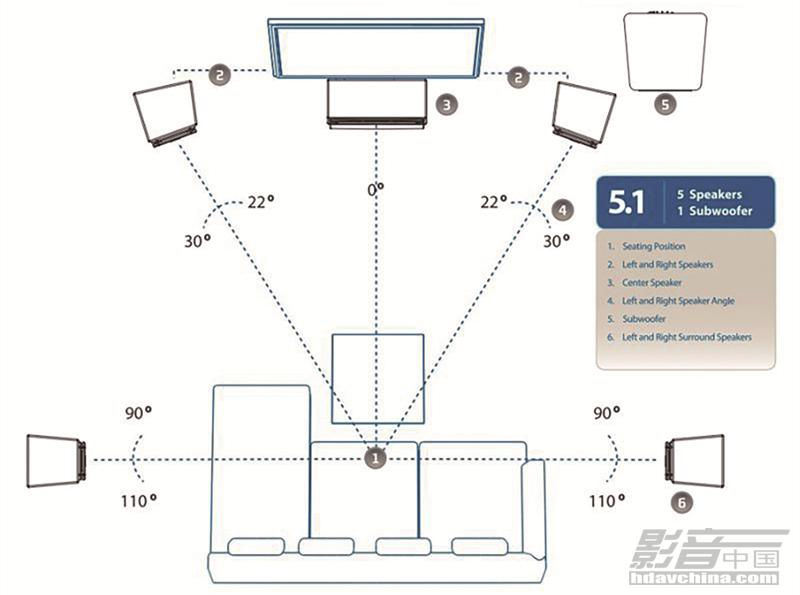 2
2
3
5
0°
22°
30°
22°
30°
4
5.1
5 Speakers
1 Subwoofer
1. Seating Position
2. Left and Right Speakers
3. Center Speaker
4. Left and Right Speaker Angle
5. Subwoofer
6. Left and Right Surround Speakers
90°
110°
1
90°
110°
6
影音中国
hdavchina.com